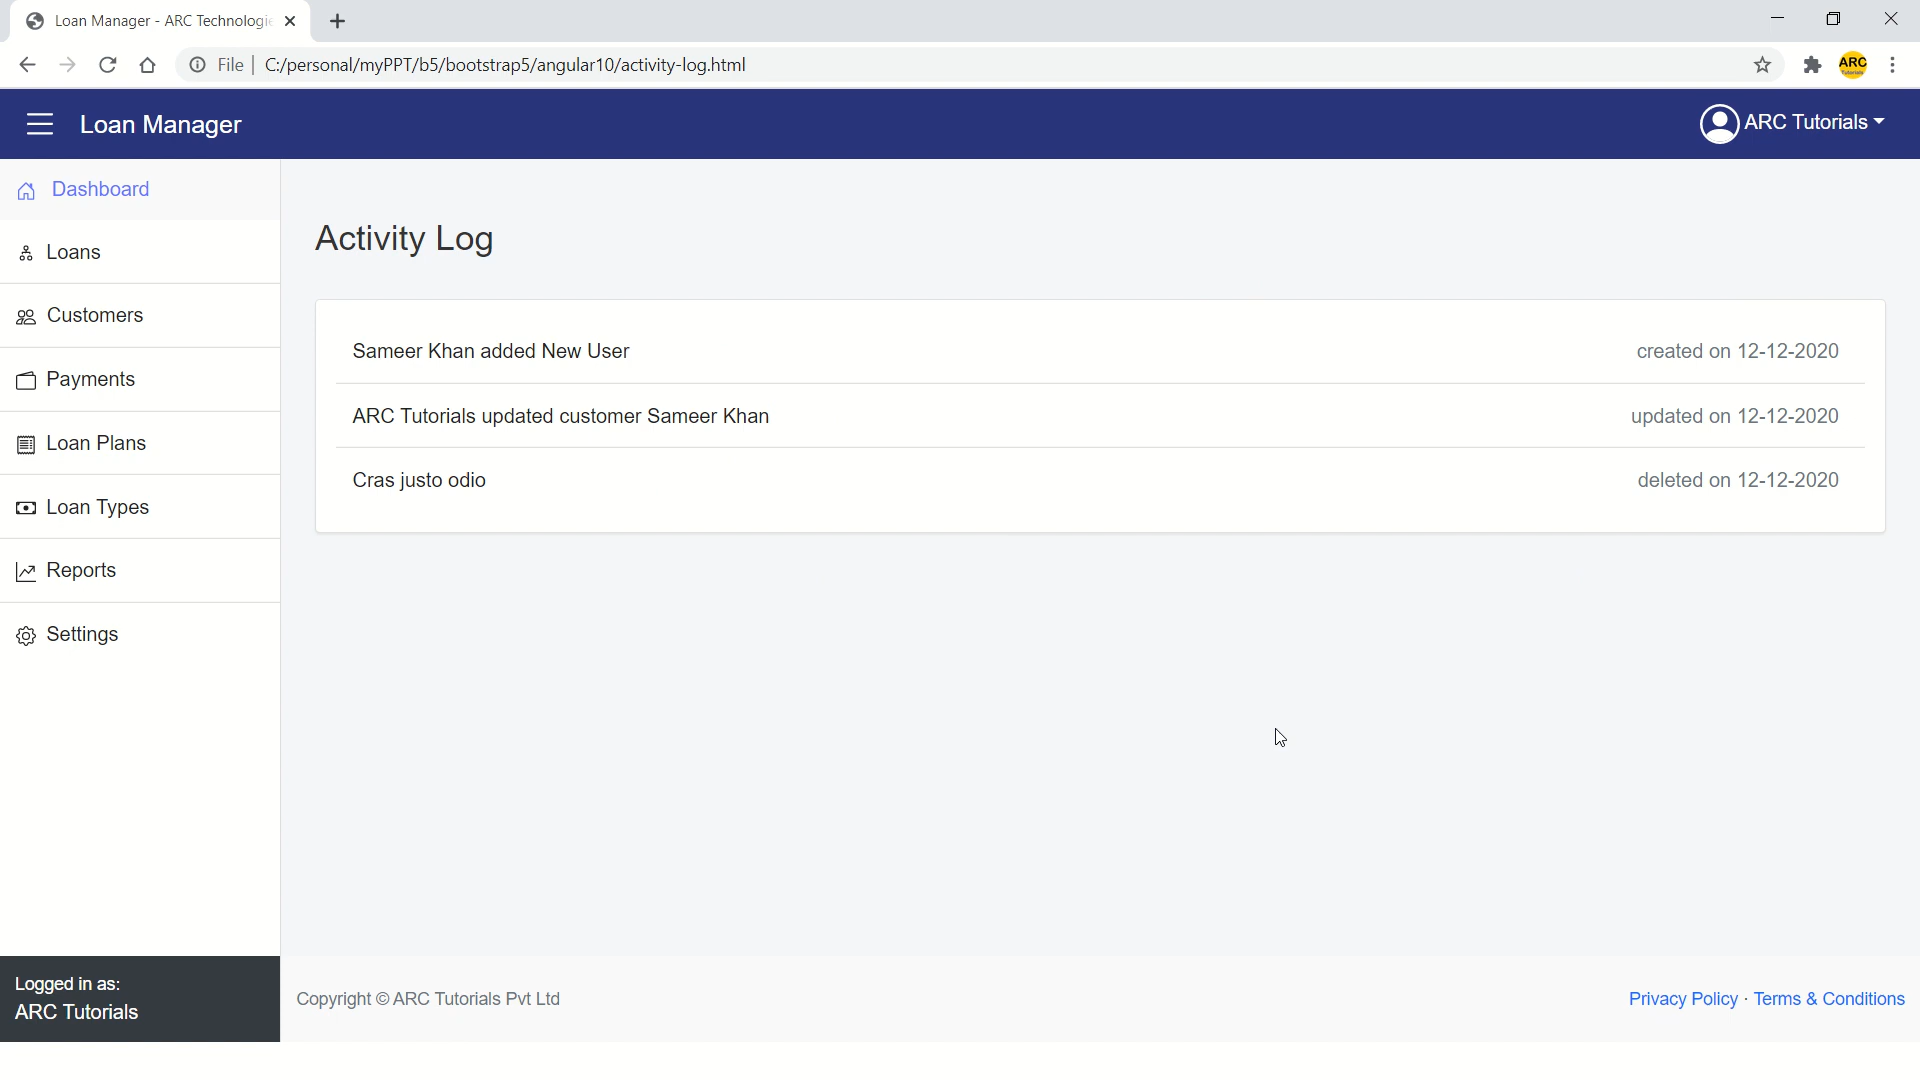 Loan Manager - ARC Technologie
File | C:/personal/myPPT/b5/bootstrap5/angular10/activity-log.html
ARC
Tutorials
Loan Manager
ARC Tutorials
Dashboard
Loans
Customers
Payments
Loan Plans
Loan Types
Reports
Settings
Activity Log
Sameer Khan added New User created on 12-12-2020
ARC Tutorials updated customer Sameer Khan updated on 12-12-2020
Cras justo odio deleted on 12-12-2020
Logged in as:
ARC Tutorials
Copyright © ARC Tutorials Pvt Ltd
Privacy Policy · Terms & Conditions